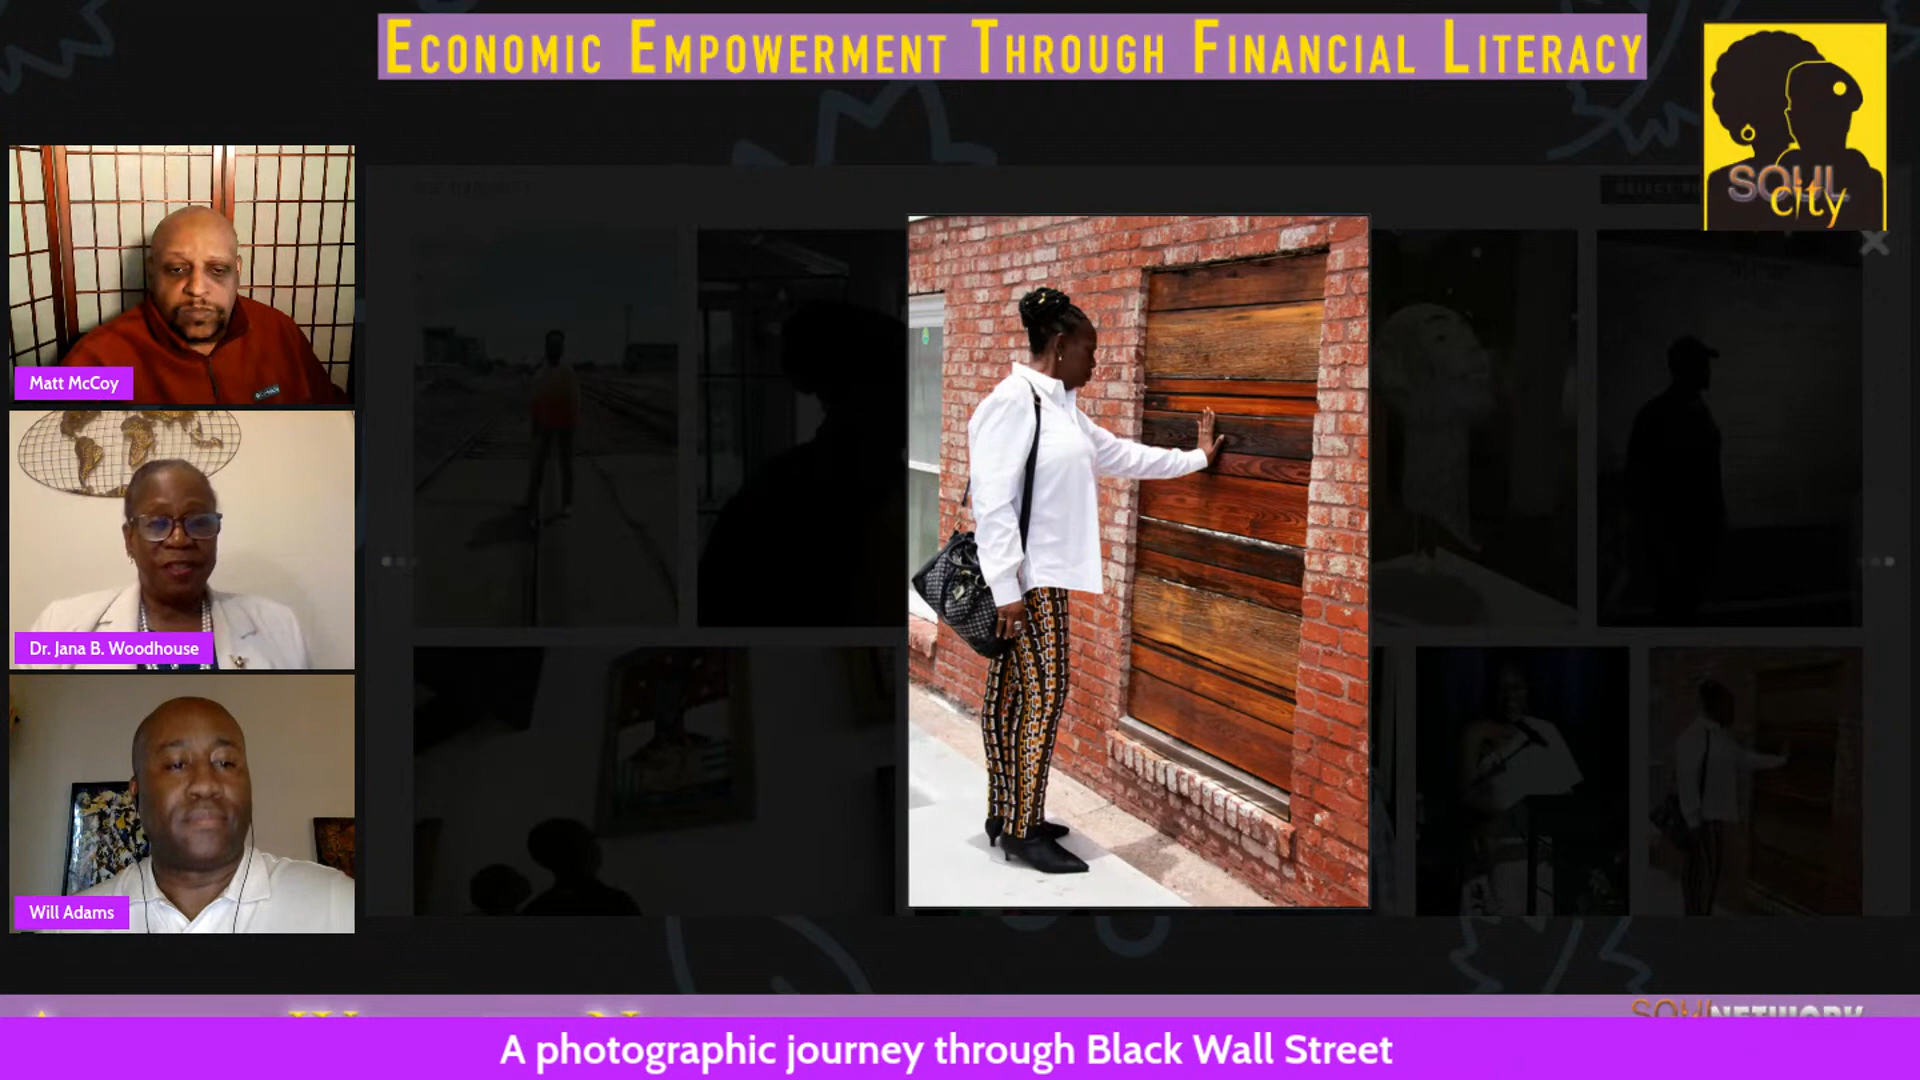 ECONOMIC EMPOWERMENT THROUGH FINANCIAL LITERACY
SOUL
city
Matt McCoy
Dr. Jana B. Woodhouse
Will Adams
A photographic journey through Black Wall Street